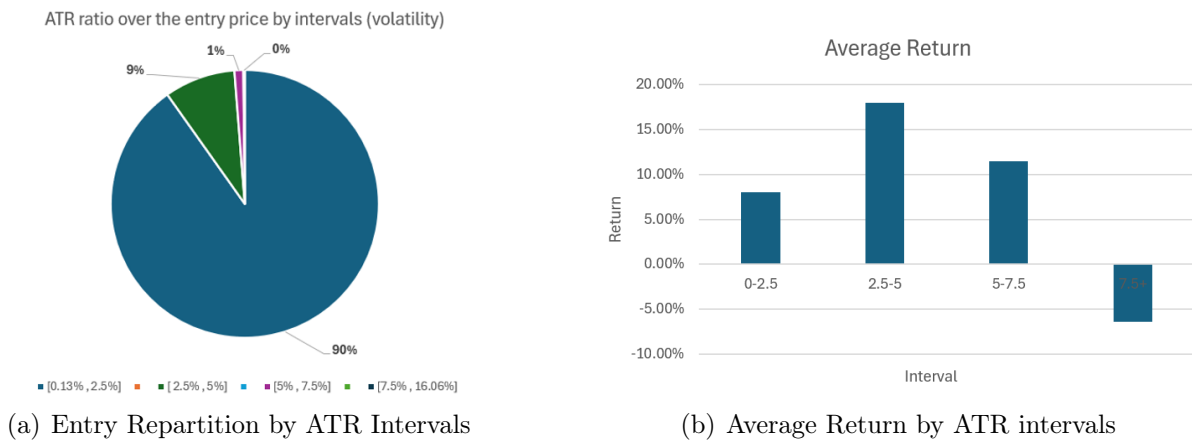 ATR ratio over the entry price by intervals (volatility)
1%
0%
9%
90%
[0.13% , 2.5%]
[ 2.5% , 5%]
[5% , 7.5%]
[7.5% , 16.06%]
(a) Entry Repartition by ATR Intervals
Average Return
20.00%
15.00%
10.00%
5.00%
0.00%
-5.00%
-10.00%
Return
0-2.5
2.5-5
5-7.5
7.5+
Interval
(b) Average Return by ATR intervals